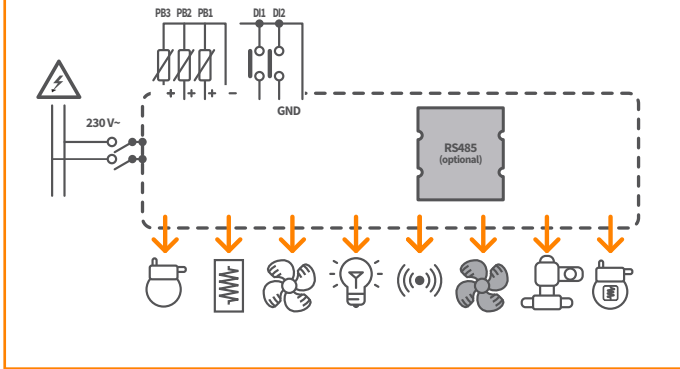 PB3 PB2 PB1 DI1 DI2
+ + + −
GND
230 V~
RS485
(optional)